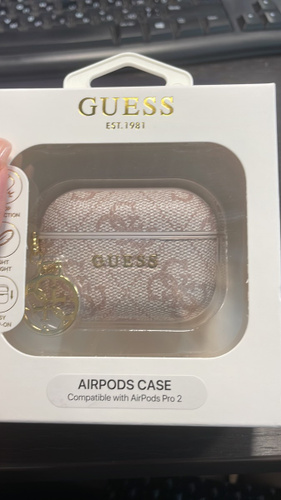 GUESS
EST.1981
GUESS
AIRPODS CASE
Compatible with AirPods Pro 2